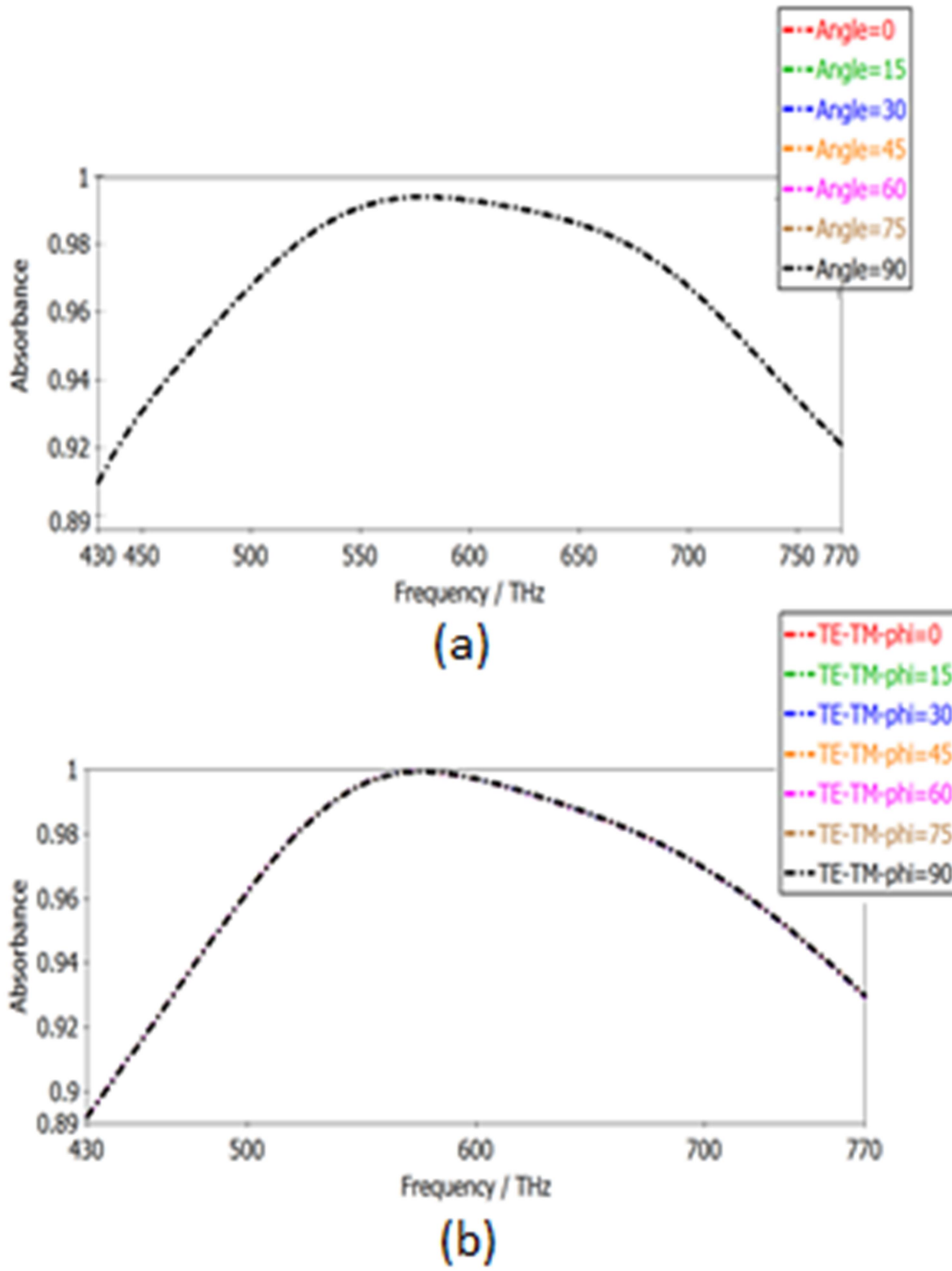 Angle=0
Angle=15
Angle=30
Angle=45
Angle=60
Angle=75
Angle=90
1
0.98
0.96
0.94
0.92
0.89
Absorbance
430 450 500 550 600 650 700 750 770
Frequency / THz
(a)
TE-TM-phi=0
TE-TM-phi=15
TE-TM-phi=30
TE-TM-phi=45
TE-TM-phi=60
TE-TM-phi=75
TE-TM-phi=90
1
0.98
0.96
0.94
0.92
0.9
0.89
Absorbance
430 500 600 700 770
Frequency / THz
(b)